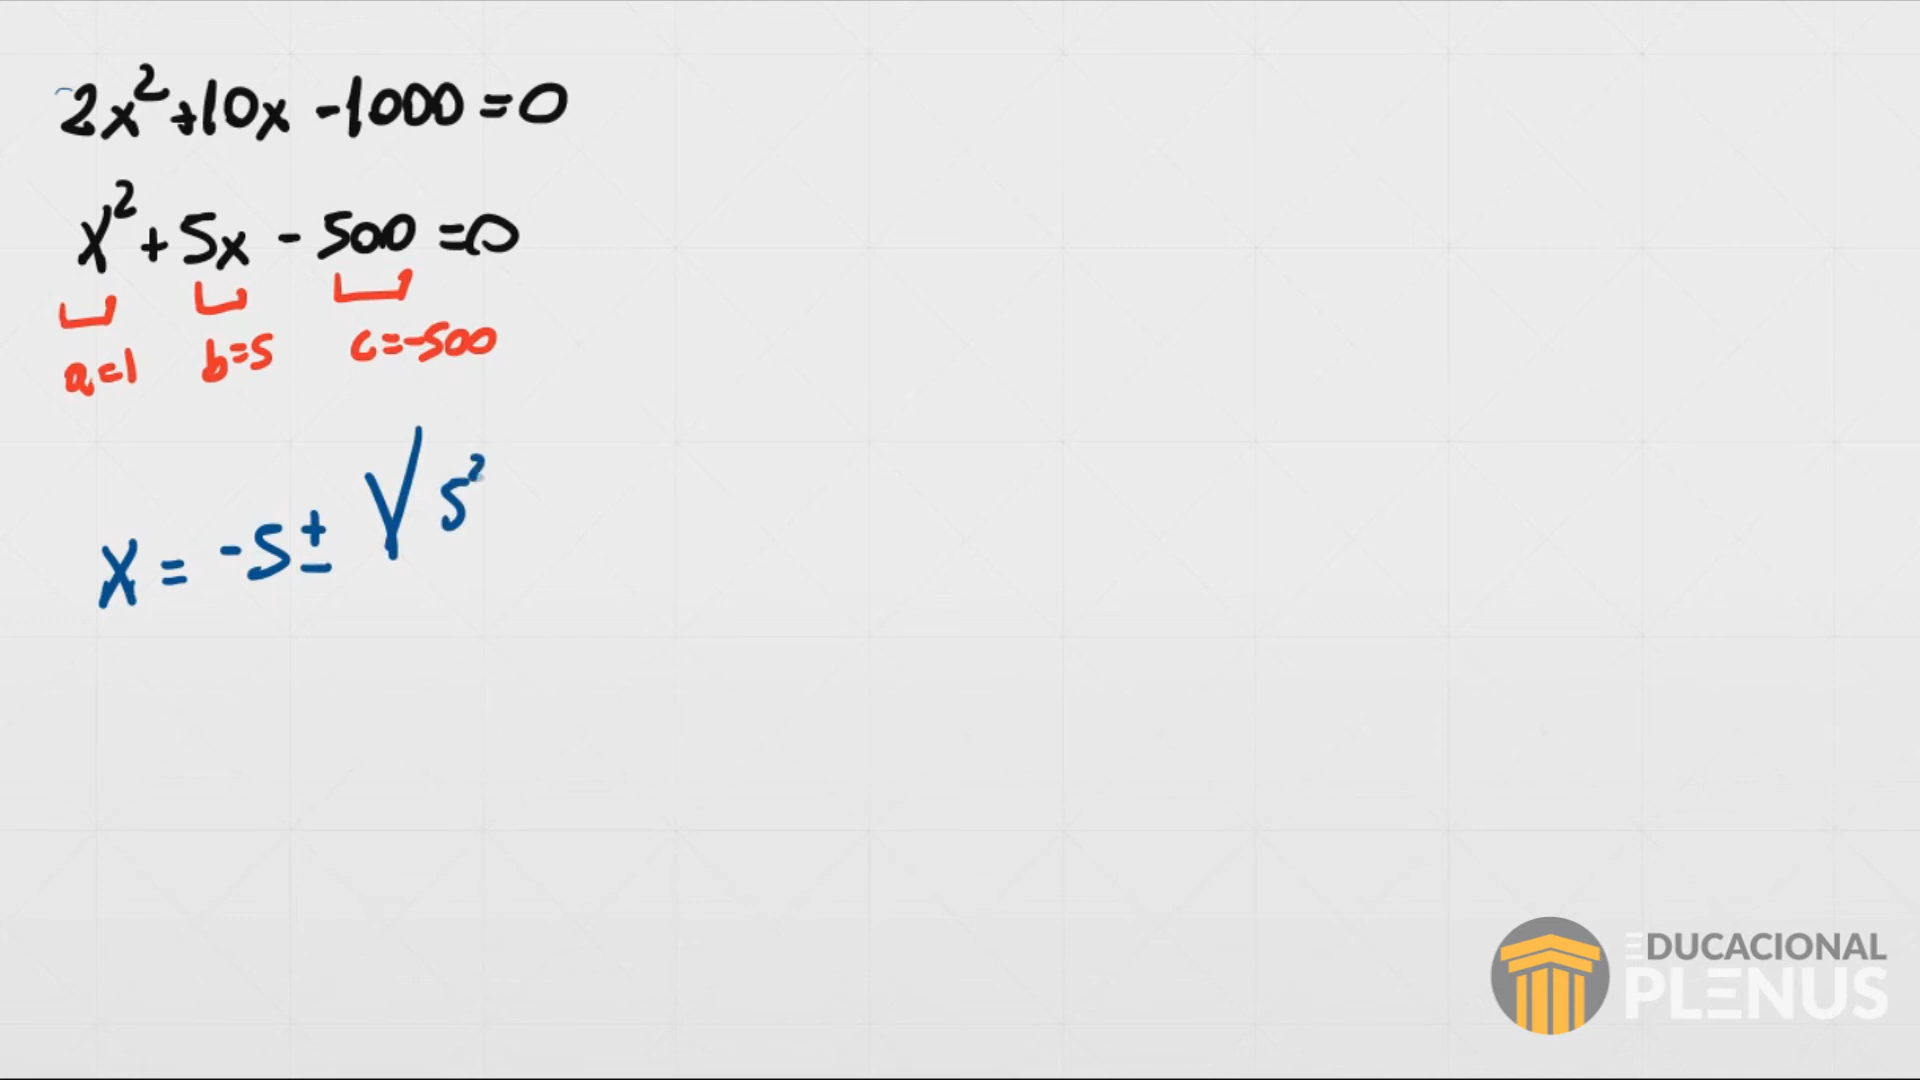 2x²+10x -1000 =0
x² + 5x - 500 =0
a=1 b=5 c=-500
x = -5 ± √5²
EDUCACIONAL
PLENUS